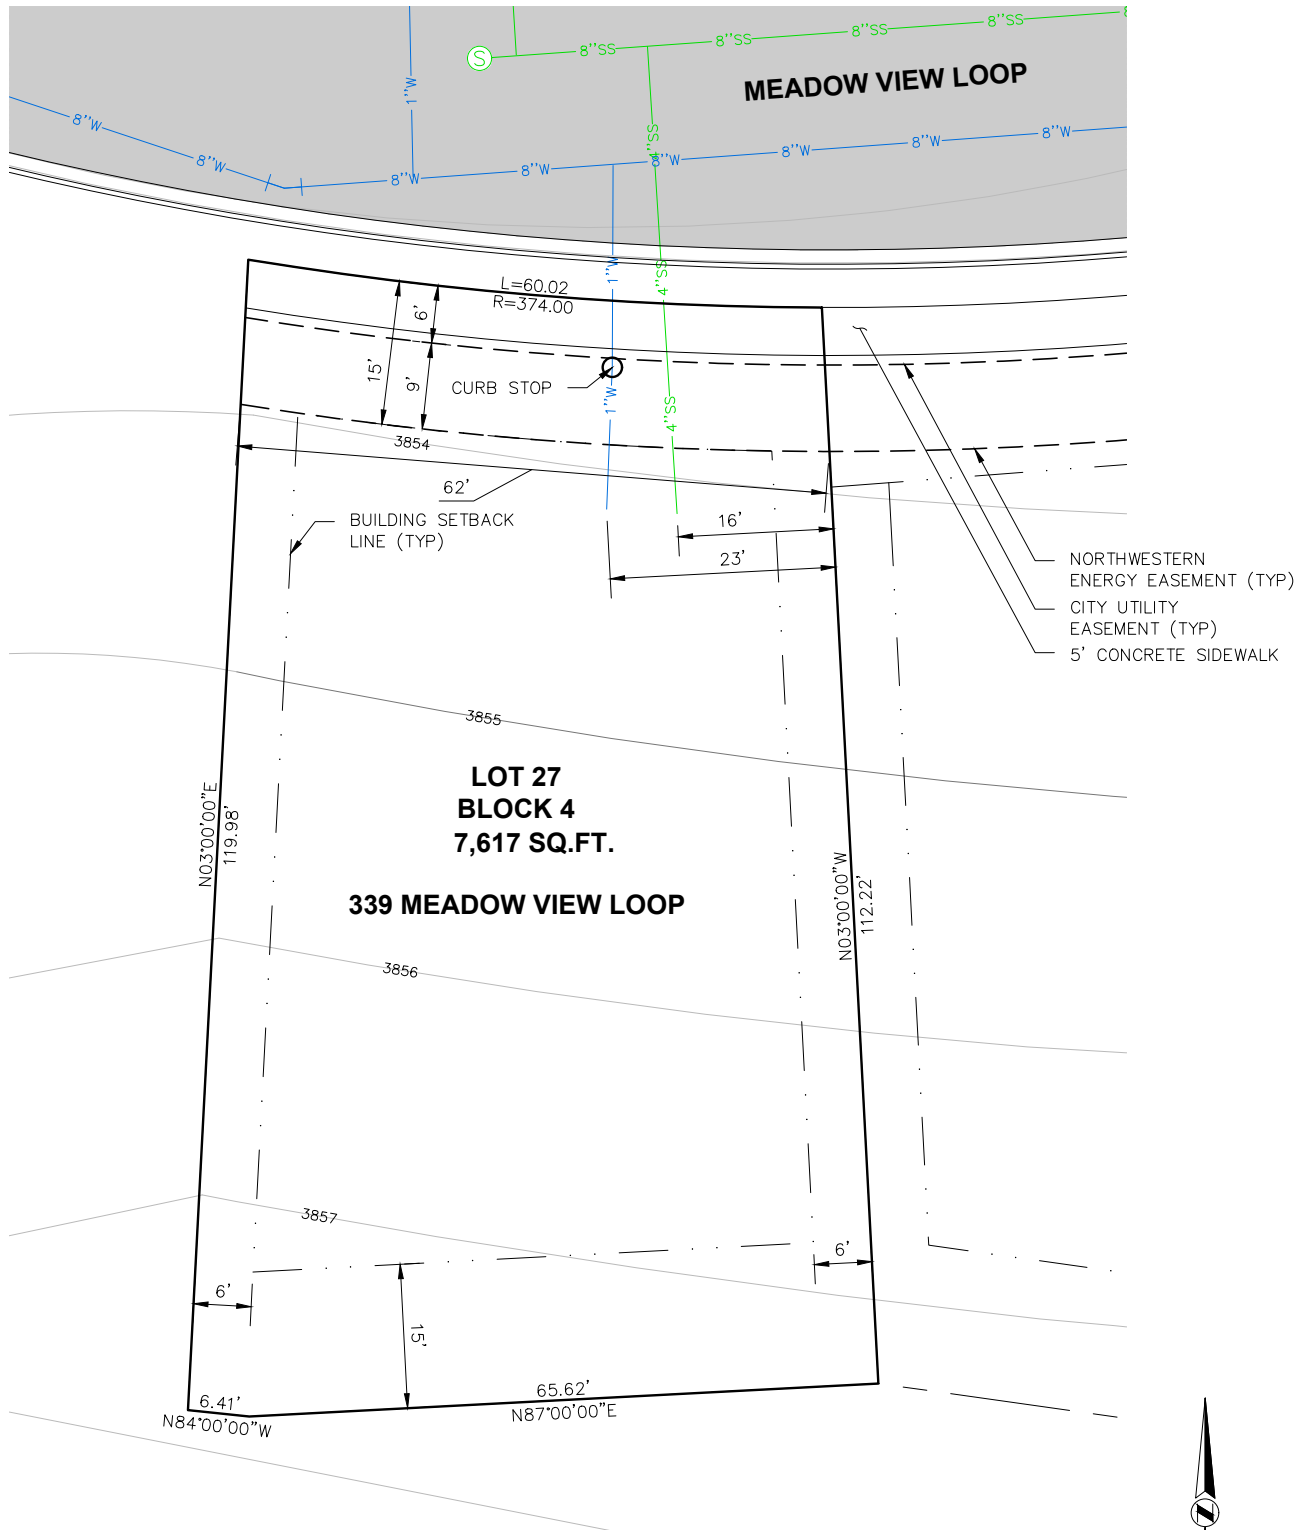 8"SS
8"SS
8"SS
8"SS
S
MEADOW VIEW LOOP
1"W
8"W
8"W
8"W
8"W
8"W
8"W
8"W
8"W
4"SS
1"W
4"SS
L=60.02
R=374.00
6'
15'
9'
CURB STOP
1"W
4"SS
3854
62'
BUILDING SETBACK
LINE (TYP)
16'
23'
NORTHWESTERN
ENERGY EASEMENT (TYP)
CITY UTILITY
EASEMENT (TYP)
5' CONCRETE SIDEWALK
3855
LOT 27
BLOCK 4
7,617 SQ.FT.
339 MEADOW VIEW LOOP
N03°00'00"E
119.98'
N03°00'00"W
112.22'
3856
3857
6'
6'
15'
6.41'
N84°00'00"W
65.62'
N87°00'00"E
N